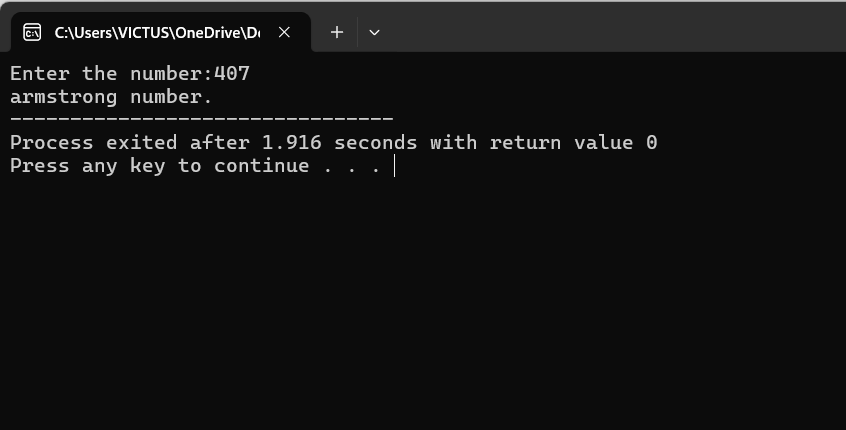 C:\Users\VICTUS\OneDrive\De
Enter the number:407
armstrong number.
--------------------------------
Process exited after 1.916 seconds with return value 0
Press any key to continue . . .